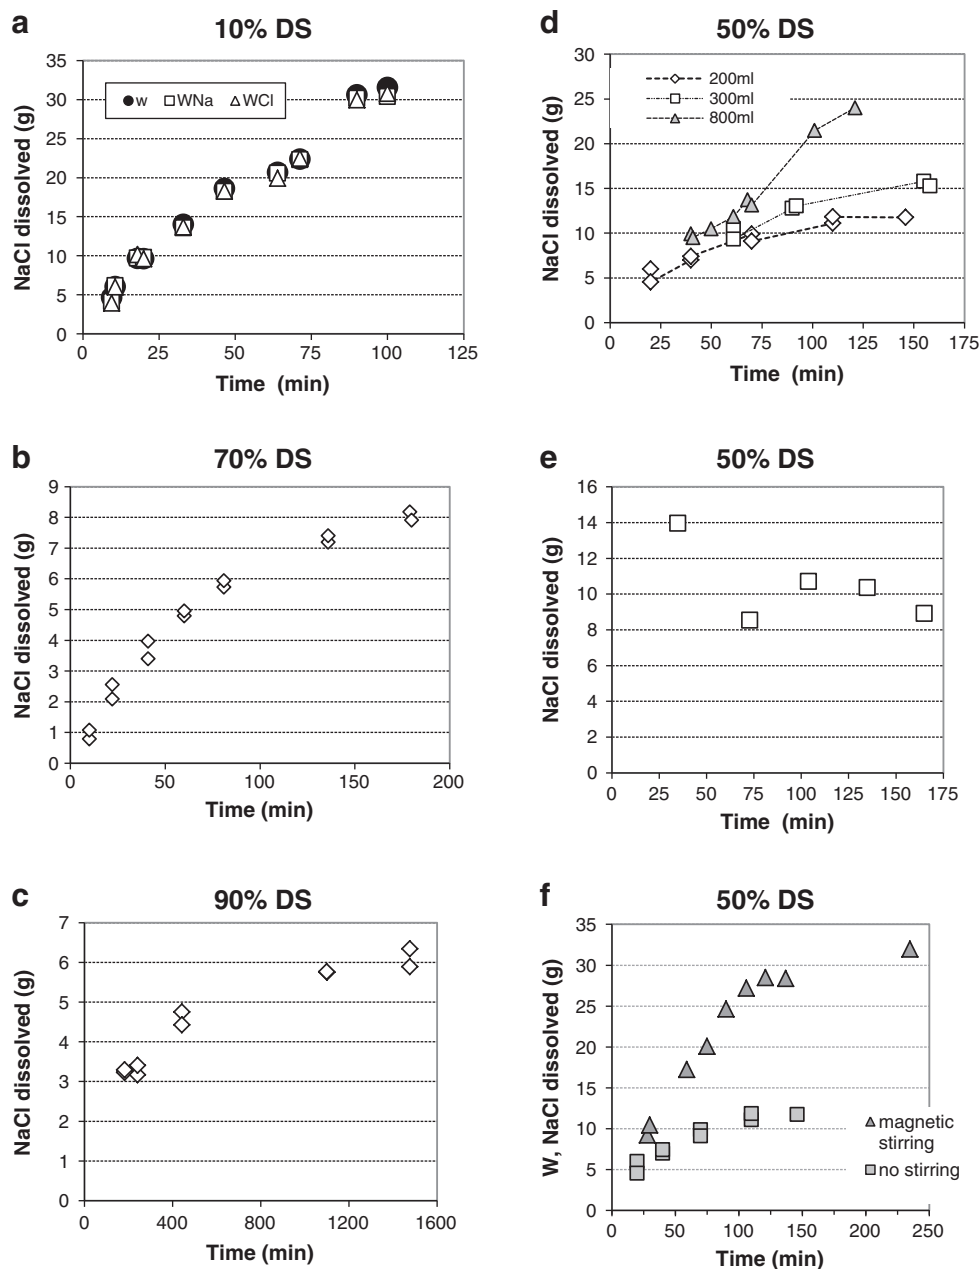 a
10% DS
35
30
25
20
15
10
5
0
NaCl dissolved (g)
w WNa WCl
0 25 50 75 100 125
Time (min)
d
50% DS
30
25
20
15
10
5
0
NaCl dissolved (g)
200ml
300ml
800ml
0 25 50 75 100 125 150 175
Time (min)
b
70% DS
9
8
7
6
5
4
3
2
1
0
NaCl dissolved (g)
0 50 100 150 200
Time (min)
e
50% DS
16
14
12
10
8
6
4
2
0
NaCl dissolved (g)
0 25 50 75 100 125 150 175
Time (min)
c
90% DS
7
6
5
4
3
2
1
0
NaCl dissolved (g)
0 400 800 1200 1600
Time (min)
f
50% DS
35
30
25
20
15
10
5
0
W, NaCl dissolved (g)
magnetic
stirring
no stirring
0 50 100 150 200 250
Time (min)